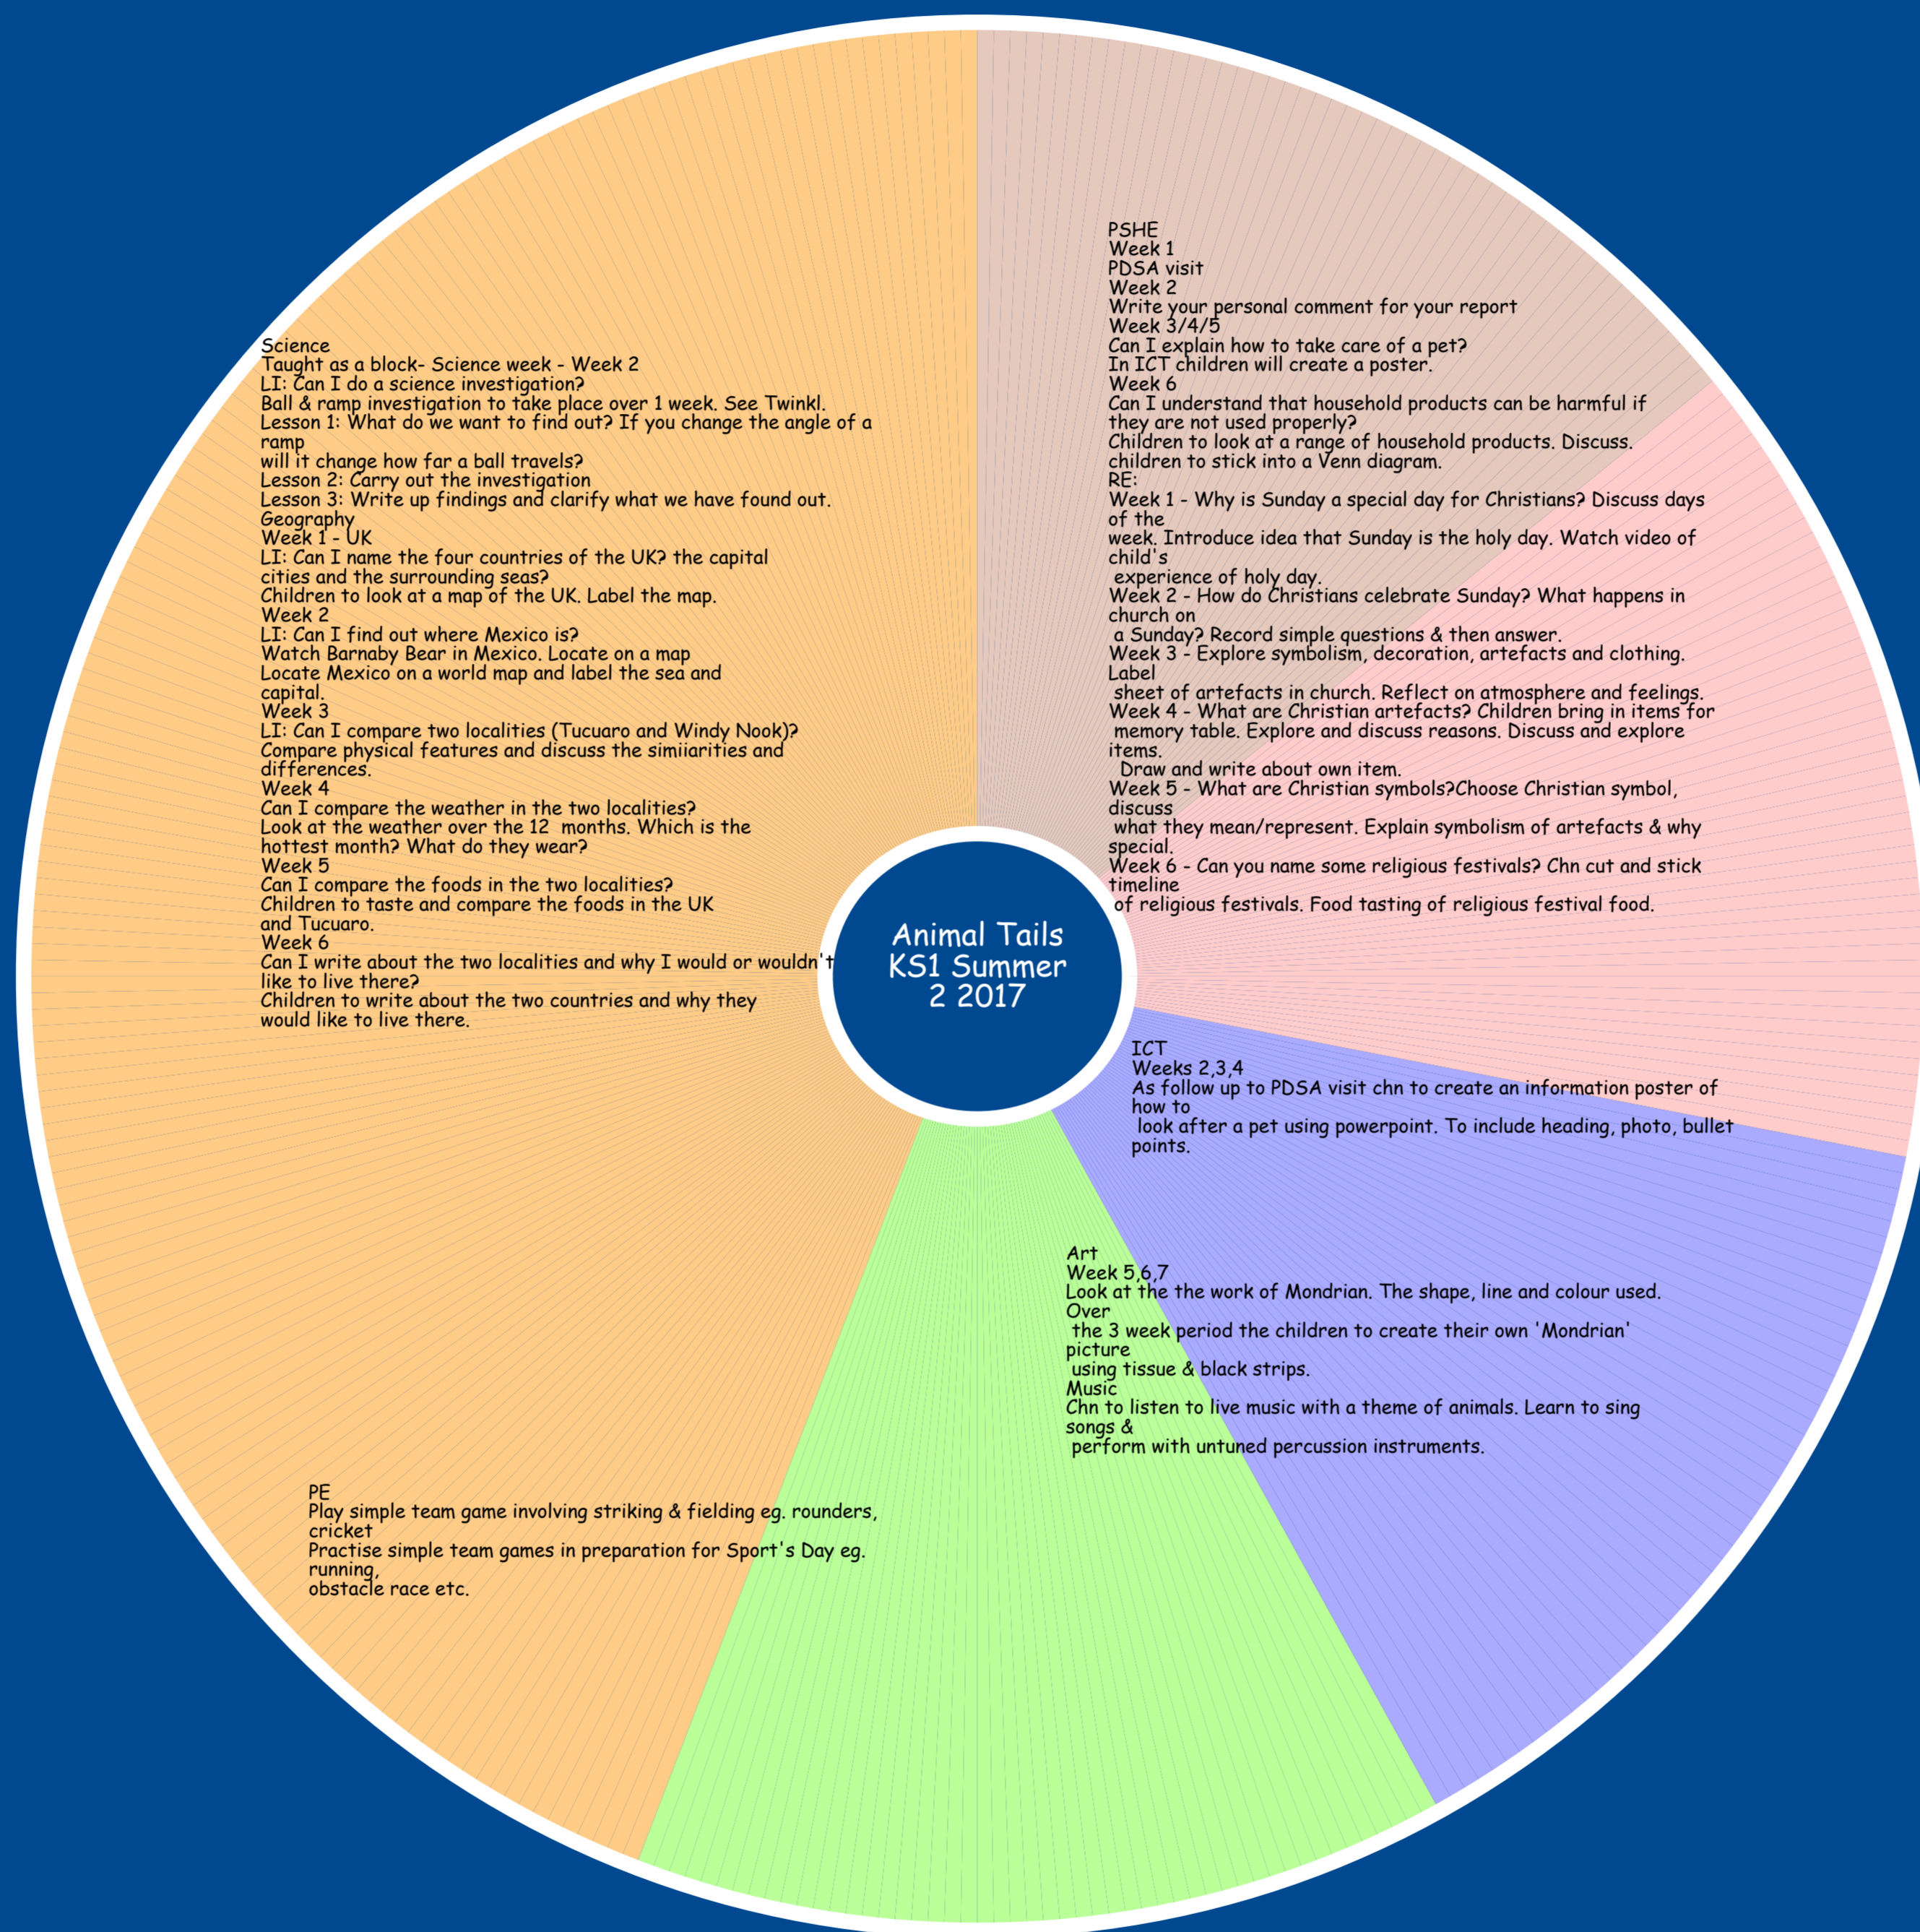 PSHE
Week 1
PDSA visit
Week 2
Write your personal comment for your report
Week 3/4/5
Can I explain how to take care of a pet?
In ICT children will create a poster.
Week 6
Can I understand that household products can be harmful if
they are not used properly?
Children to look at a range of household products. Discuss.
children to stick into a Venn diagram.
RE:
Week 1 - Why is Sunday a special day for Christians? Discuss days
of the
week. Introduce idea that Sunday is the holy day. Watch video of
child's
experience of holy day.
Week 2 - How do Christians celebrate Sunday? What happens in
church on
a Sunday? Record simple questions & then answer.
Week 3 - Explore symbolism, decoration, artefacts and clothing.
Label
sheet of artefacts in church. Reflect on atmosphere and feelings.
Week 4 - What are Christian artefacts? Children bring in items for
memory table. Explore and discuss reasons. Discuss and explore
items.
Draw and write about own item.
Week 5 - What are Christian symbols?Choose Christian symbol,
discuss
what they mean/represent. Explain symbolism of artefacts & why
special.
Week 6 - Can you name some religious festivals? Chn cut and stick
timeline
of religious festivals. Food tasting of religious festival food.
Science
Taught as a block- Science week - Week 2
LI: Can I do a science investigation?
Ball & ramp investigation to take place over 1 week. See Twinkl.
Lesson 1: What do we want to find out? If you change the angle of a
ramp
will it change how far a ball travels?
Lesson 2: Carry out the investigation
Lesson 3: Write up findings and clarify what we have found out.
Geography
Week 1 - UK
LI: Can I name the four countries of the UK? the capital
cities and the surrounding seas?
Children to look at a map of the UK. Label the map.
Week 2
LI: Can I find out where Mexico is?
Watch Barnaby Bear in Mexico. Locate on a map
Locate Mexico on a world map and label the sea and
capital.
Week 3
LI: Can I compare two localities (Tucuaro and Windy Nook)?
Compare physical features and discuss the simiiarities and
differences.
Week 4
Can I compare the weather in the two localities?
Look at the weather over the 12 months. Which is the
hottest month? What do they wear?
Week 5
Can I compare the foods in the two localities?
Children to taste and compare the foods in the UK
and Tucuaro.
Week 6
Can I write about the two localities and why I would or wouldn't
like to live there?
Children to write about the two countries and why they
would like to live there.
Animal Tails
KS1 Summer
2 2017
ICT
Weeks 2,3,4
As follow up to PDSA visit chn to create an information poster of
how to
look after a pet using powerpoint. To include heading, photo, bullet
points.
Art
Week 5,6,7
Look at the the work of Mondrian. The shape, line and colour used.
Over
the 3 week period the children to create their own 'Mondrian'
picture
using tissue & black strips.
Music
Chn to listen to live music with a theme of animals. Learn to sing
songs &
perform with untuned percussion instruments.
PE
Play simple team game involving striking & fielding eg. rounders,
cricket
Practise simple team games in preparation for Sport's Day eg.
running,
obstacle race etc.